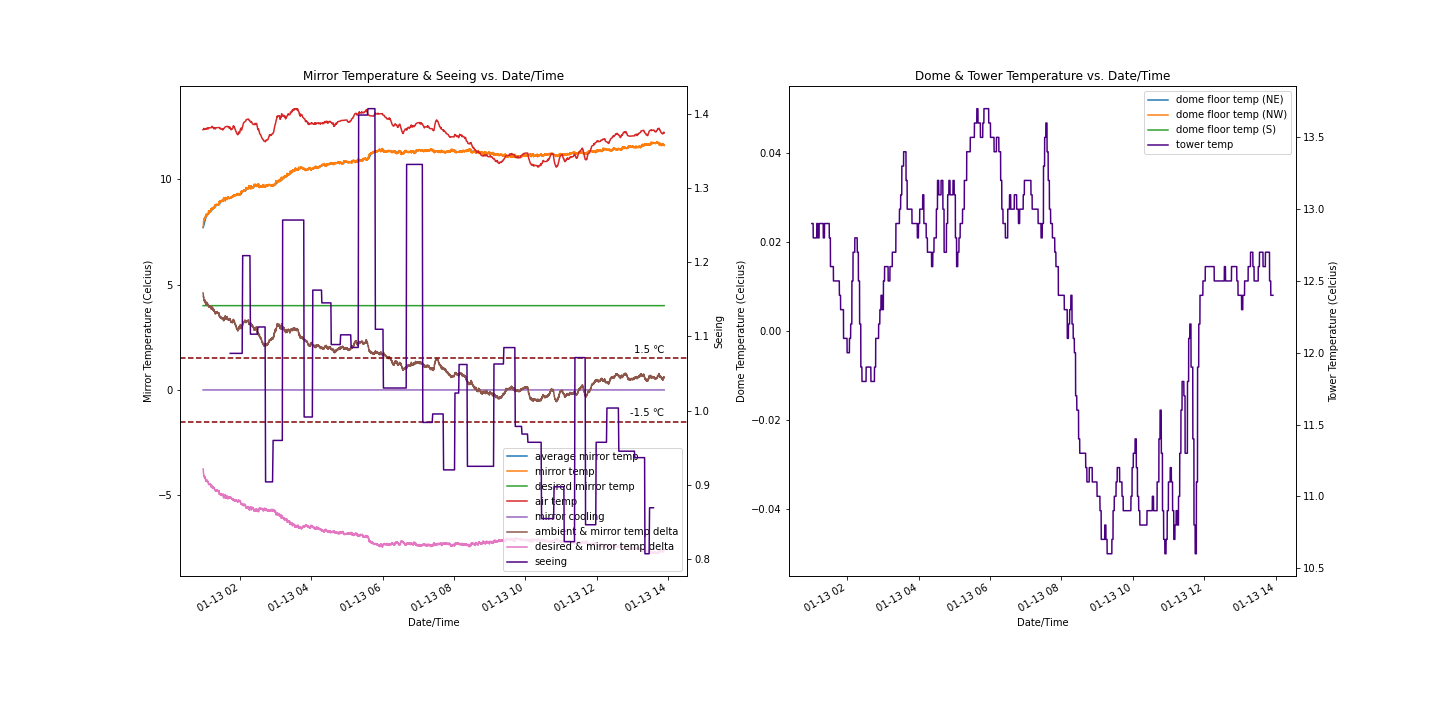 Mirror Temperature & Seeing vs. Date/Time
Mirror Temperature (Celcius)
10
5
0
−5
1.5 °C
-1.5 °C
average mirror temp
mirror temp
desired mirror temp
air temp
mirror cooling
ambient & mirror temp delta
desired & mirror temp delta
seeing
1.4
1.3
1.2
1.1
1.0
0.9
0.8
Seeing
01-13 02
01-13 04
01-13 06
01-13 08
01-13 10
01-13 12
01-13 14
Date/Time
Dome & Tower Temperature vs. Date/Time
Dome Temperature (Celcius)
0.04
0.02
0.00
−0.02
−0.04
dome floor temp (NE)
dome floor temp (NW)
dome floor temp (S)
tower temp
13.5
13.0
12.5
12.0
11.5
11.0
10.5
Tower Temperature (Celcius)
01-13 02
01-13 04
01-13 06
01-13 08
01-13 10
01-13 12
01-13 14
Date/Time